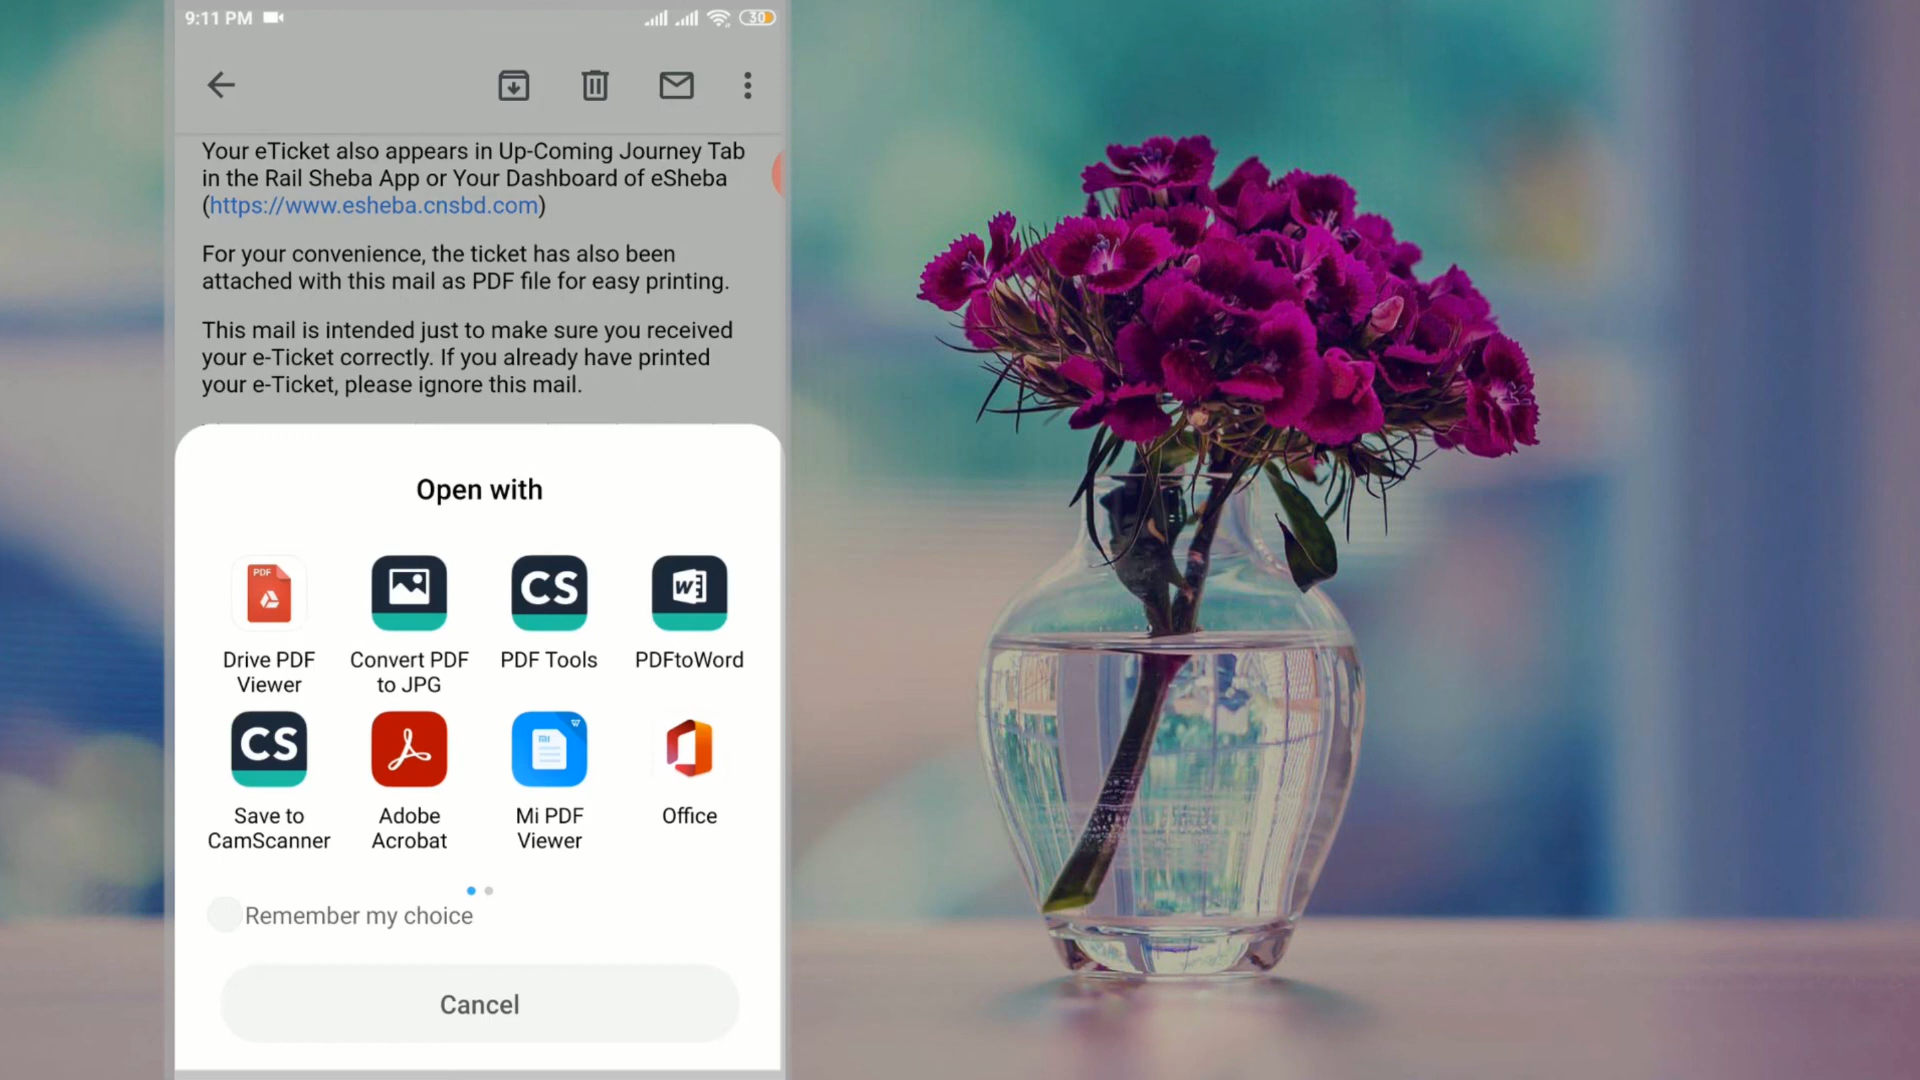 9:11 PM
30
Your eTicket also appears in Up-Coming Journey Tab
in the Rail Sheba App or Your Dashboard of eSheba
(https://www.esheba.cnsbd.com)
For your convenience, the ticket has also been
attached with this mail as PDF file for easy printing.
This mail is intended just to make sure you received
your e-Ticket correctly. If you already have printed
your e-Ticket, please ignore this mail.
Open with
PDF
CS
W
Drive PDF
Viewer
Convert PDF
to JPG
PDF Tools
PDFtoWord
CS
MI
W
Save to
CamScanner
Adobe
Acrobat
Mi PDF
Viewer
Office
Remember my choice
Cancel